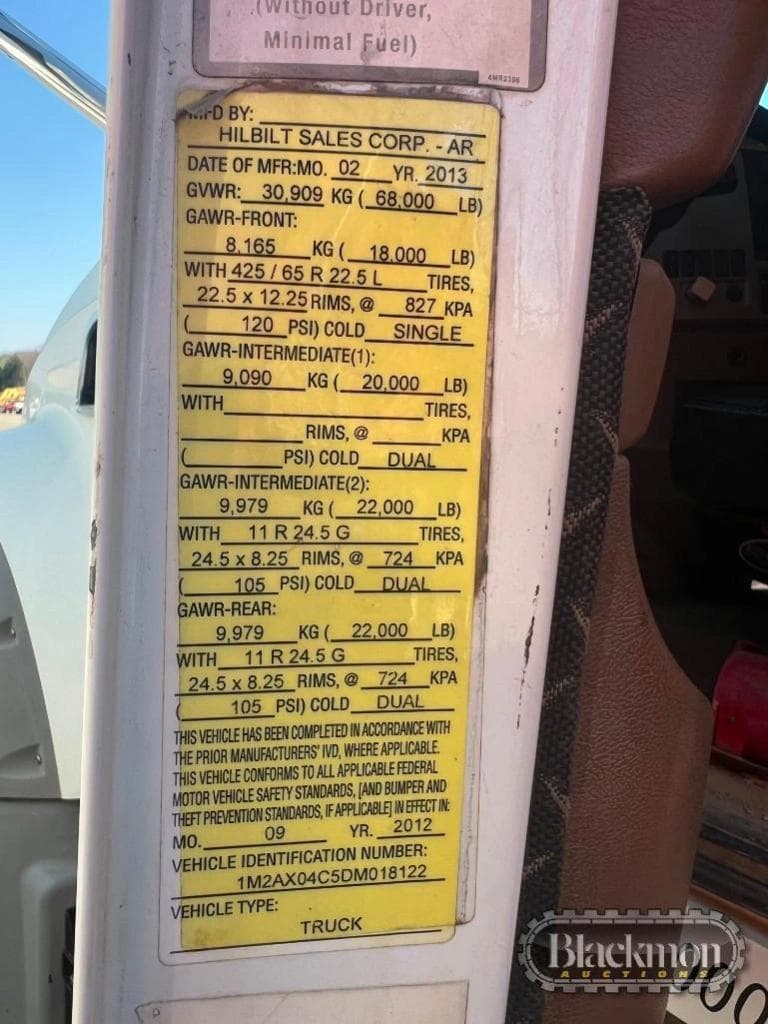 (Without Driver,
Minimal Fuel)
4MR3396
MFD BY:
HILBILT SALES CORP. - AR
DATE OF MFR:MO. 02 YR. 2013
GVWR: 30,909 KG ( 68,000 LB)
GAWR-FRONT:
8,165 KG ( 18,000 LB)
WITH 425 / 65 R 22.5 L TIRES,
22.5 x 12.25 RIMS, @ 827 KPA
( 120 PSI) COLD SINGLE
GAWR-INTERMEDIATE(1):
9,090 KG ( 20,000 LB)
WITH TIRES,
RIMS, @ KPA
( PSI) COLD DUAL
GAWR-INTERMEDIATE(2):
9,979 KG ( 22,000 LB)
WITH 11 R 24.5 G TIRES,
24.5 x 8.25 RIMS, @ 724 KPA
( 105 PSI) COLD DUAL
GAWR-REAR:
9,979 KG ( 22,000 LB)
WITH 11 R 24.5 G TIRES,
24.5 x 8.25 RIMS, @ 724 KPA
( 105 PSI) COLD DUAL
THIS VEHICLE HAS BEEN COMPLETED IN ACCORDANCE WITH
THE PRIOR MANUFACTURERS' IVD, WHERE APPLICABLE.
THIS VEHICLE CONFORMS TO ALL APPLICABLE FEDERAL
MOTOR VEHICLE SAFETY STANDARDS, [AND BUMPER AND
THEFT PREVENTION STANDARDS, IF APPLICABLE] IN EFFECT IN:
MO. 09 YR. 2012
VEHICLE IDENTIFICATION NUMBER:
1M2AX04C5DM018122
VEHICLE TYPE:
TRUCK
Blackmon
AUCTIONS